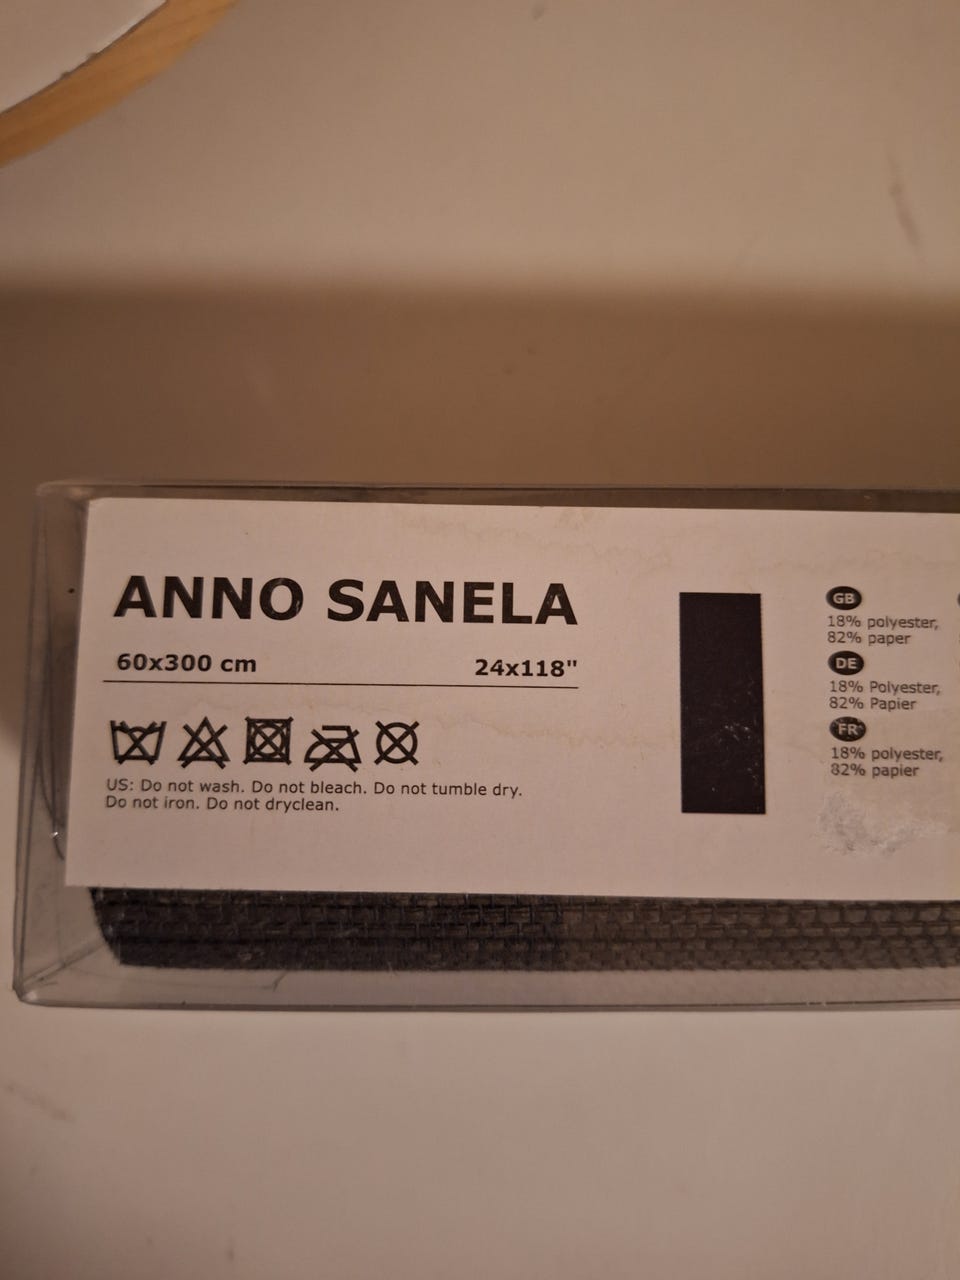 ANNO SANELA
60x300 cm 24x118"
US: Do not wash. Do not bleach. Do not tumble dry.
Do not iron. Do not dryclean.
GB
18% polyester,
82% paper
DE
18% Polyester,
82% Papier
FR
18% polyester,
82% papier